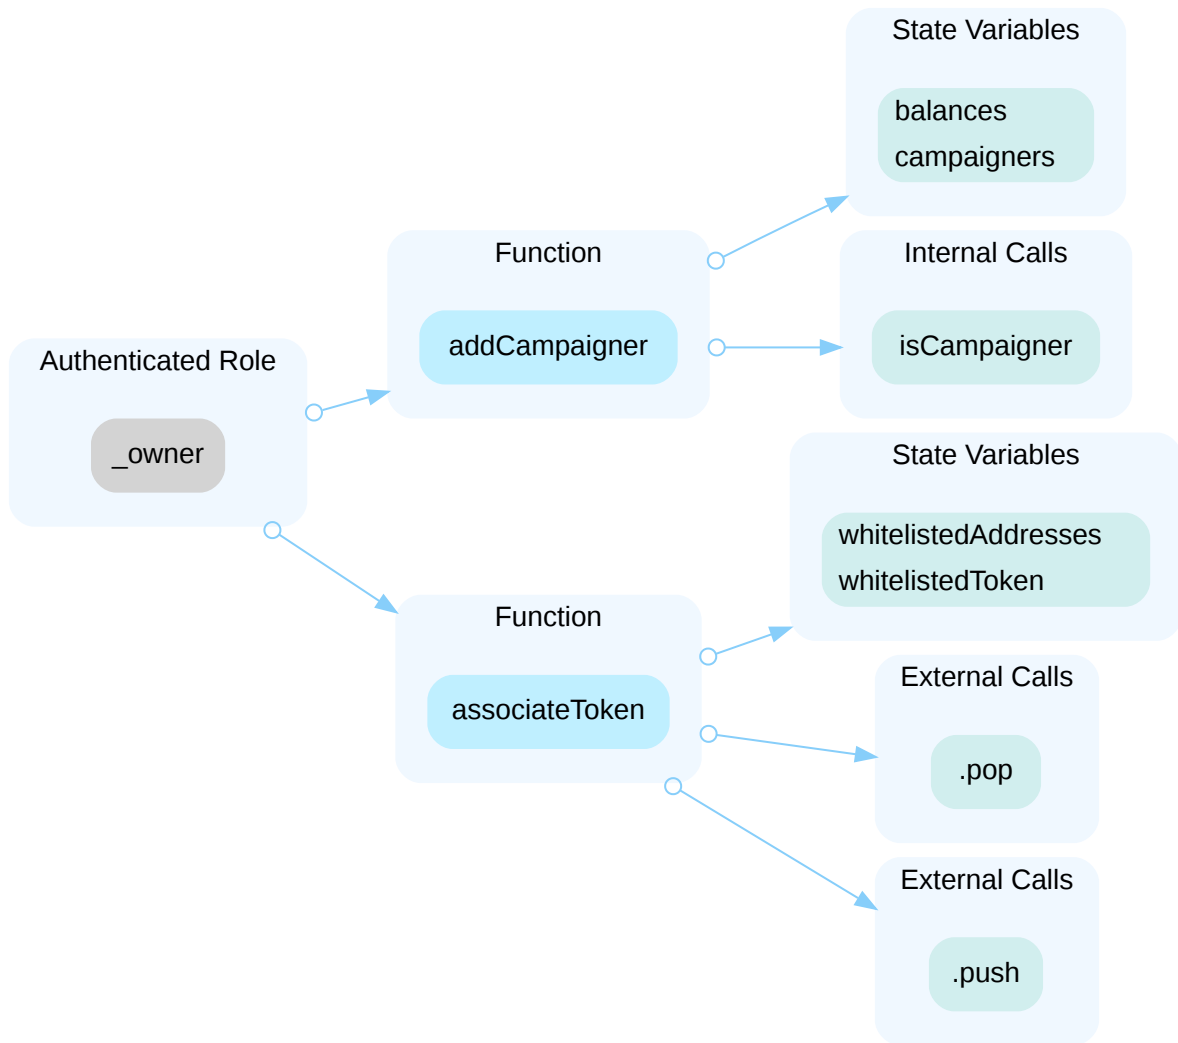 Authenticated Role
_owner
Function
addCampaigner
State Variables
balances
campaigners
Internal Calls
isCampaigner
Function
associateToken
State Variables
whitelistedAddresses
whitelistedToken
External Calls
.pop
External Calls
.push